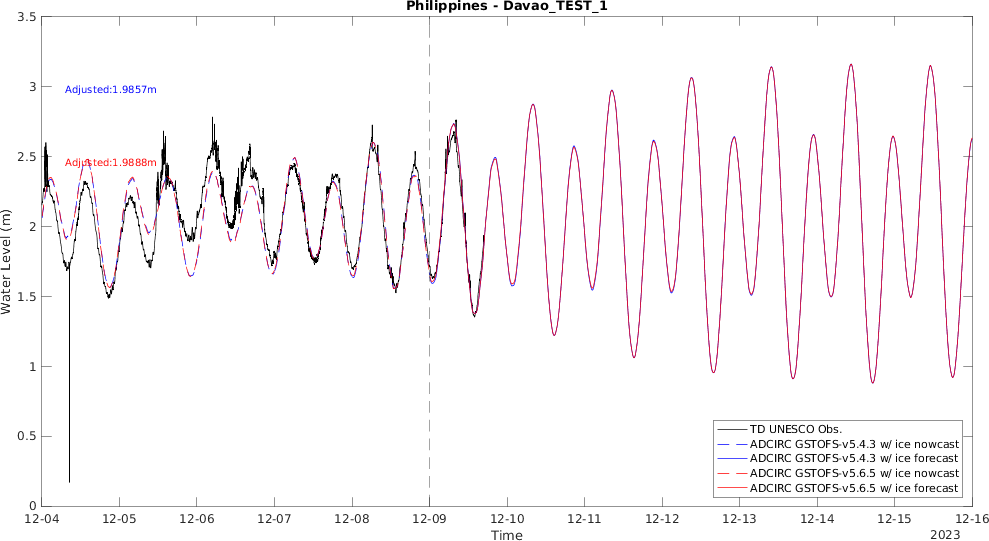 Philippines - Davao_TEST_1
3.5
3
2.5
2
1.5
1
0.5
0
Water Level (m)
Adjusted:1.9857m
Adjusted:1.9888m
TD UNESCO Obs.
ADCIRC GSTOFS-v5.4.3 w/ ice nowcast
ADCIRC GSTOFS-v5.4.3 w/ ice forecast
ADCIRC GSTOFS-v5.6.5 w/ ice nowcast
ADCIRC GSTOFS-v5.6.5 w/ ice forecast
12-04 12-05 12-06 12-07 12-08 12-09 12-10 12-11 12-12 12-13 12-14 12-15 12-16
Time
2023